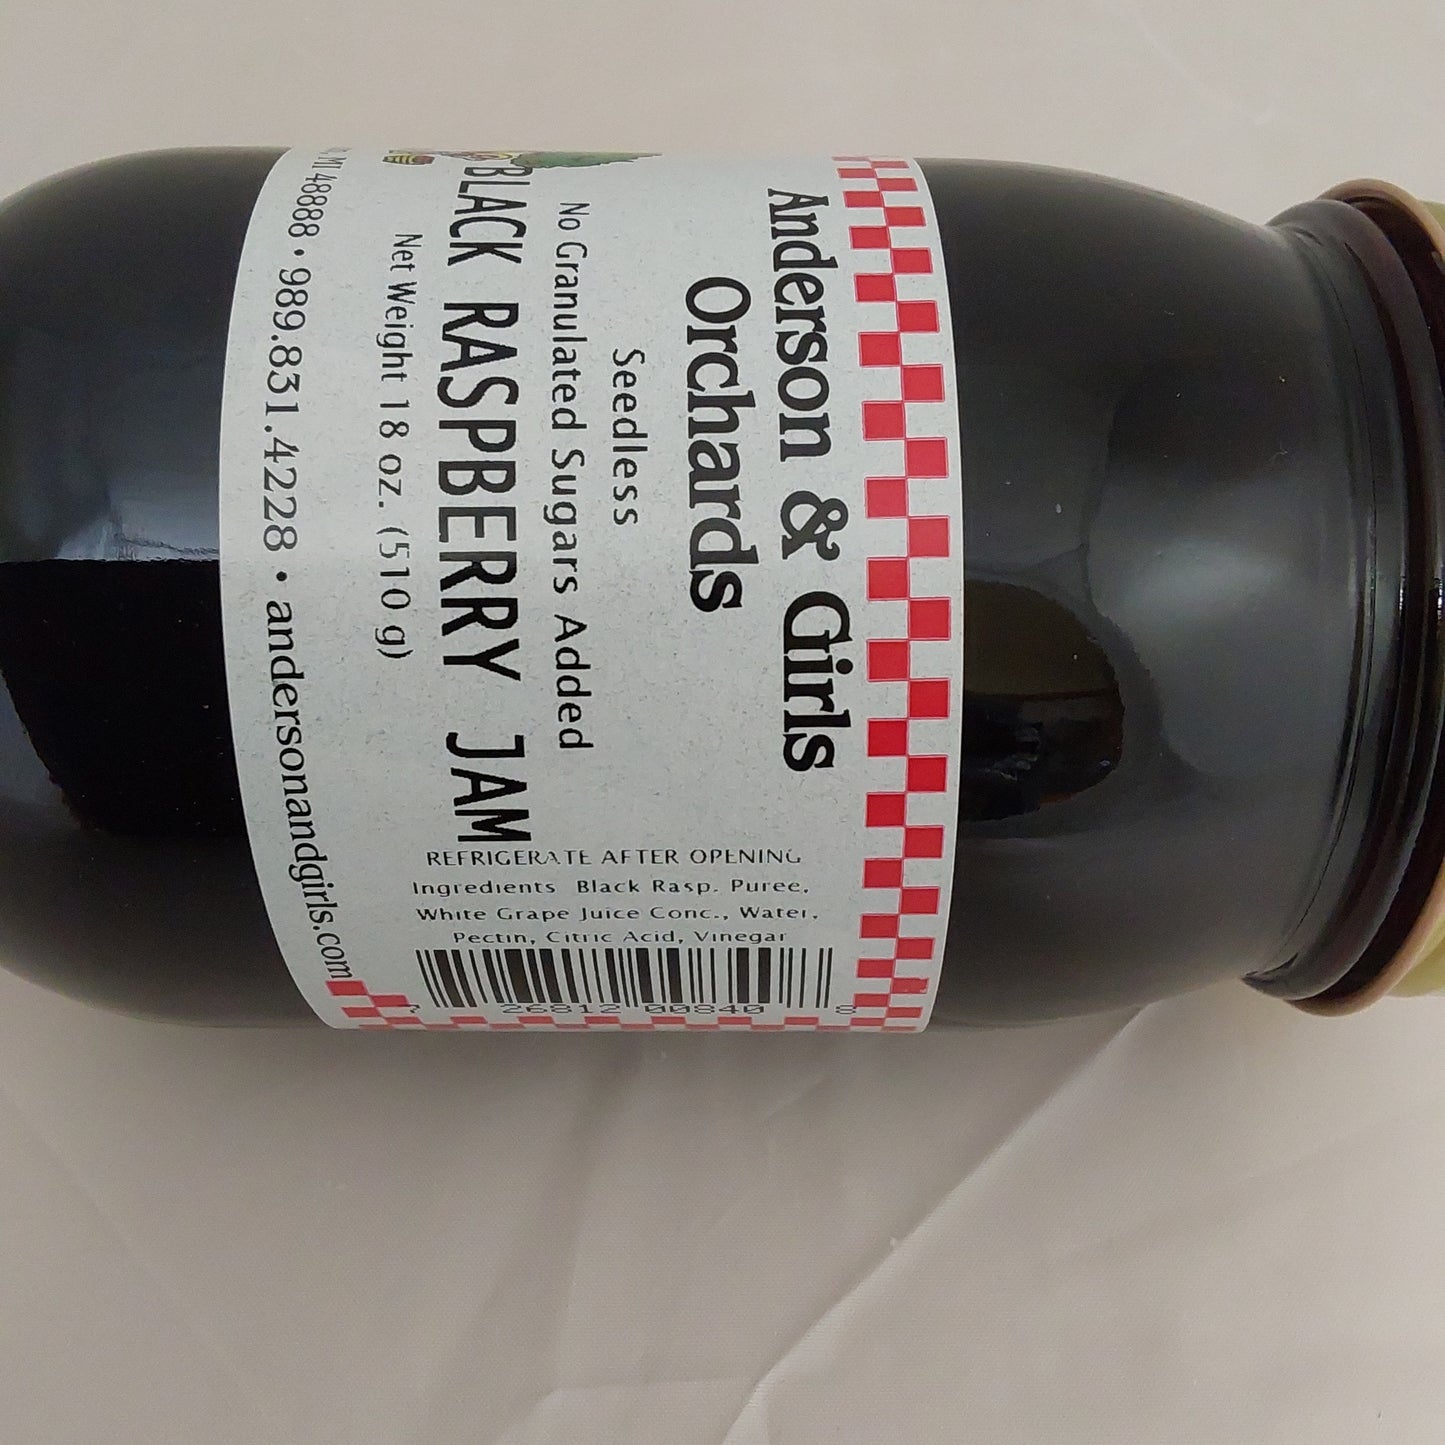 Anderson & Girls
Orchards
Seedless
No Granulated Sugars Added
BLACK RASPBERRY JAM
Net Weight 18 oz. (510 g)
MI 48888 • 989.831.4228 • andersonandgirls.com
REFRIGERATE AFTER OPENING
Ingredients Black Rasp. Puree,
White Grape Juice Conc., Water,
Pectin, Citric Acid, Vinegar
7 26812 00840 8